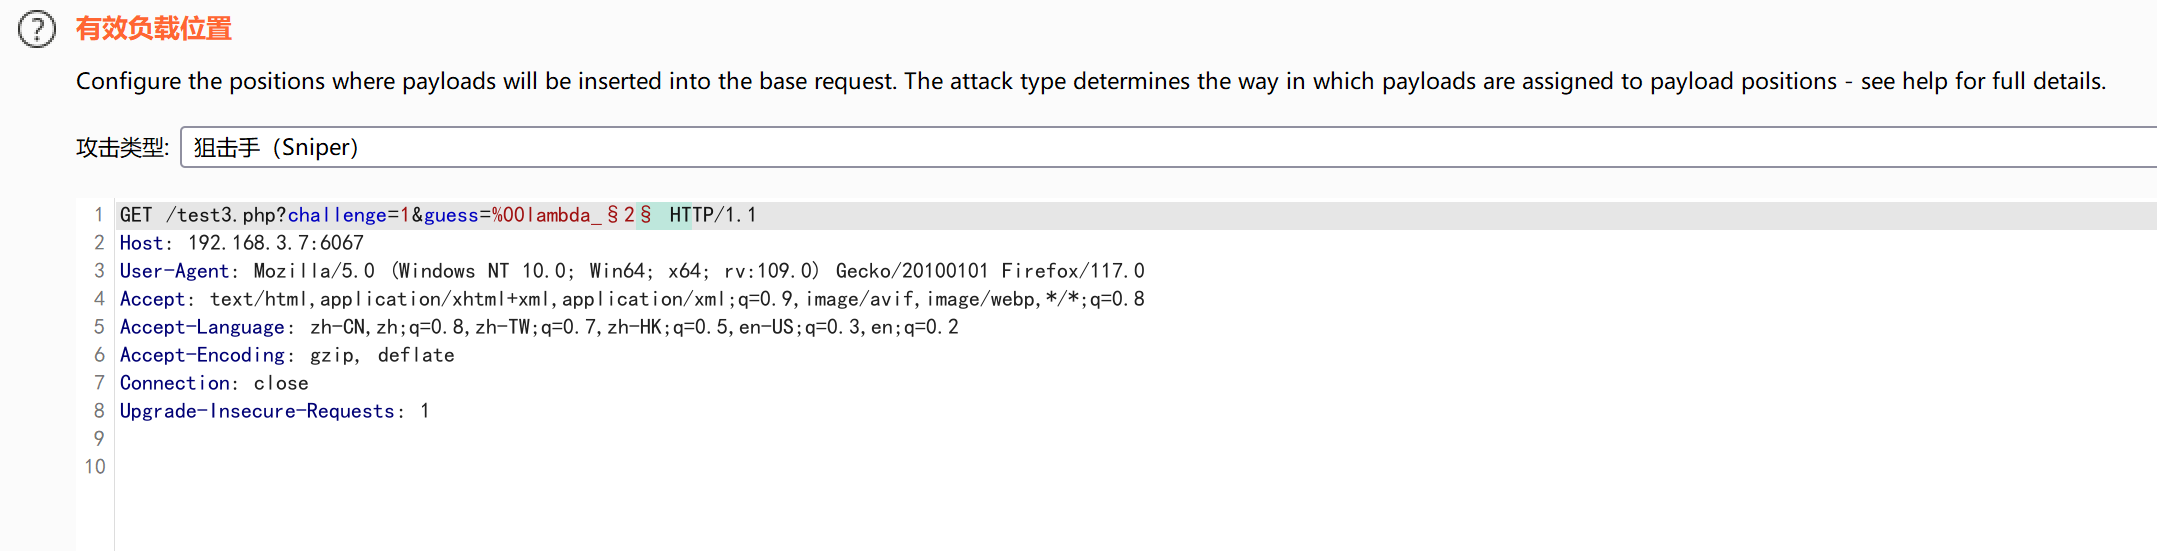 ? 有效负载位置
Configure the positions where payloads will be inserted into the base request. The attack type determines the way in which payloads are assigned to payload positions - see help for full details.
攻击类型: 狙击手（Sniper）
1 GET /test3.php?challenge=1&guess=%00lambda_§2§ HTTP/1.1
2 Host: 192.168.3.7:6067
3 User-Agent: Mozilla/5.0 (Windows NT 10.0; Win64; x64; rv:109.0) Gecko/20100101 Firefox/117.0
4 Accept: text/html,application/xhtml+xml,application/xml;q=0.9,image/avif,image/webp,*/*;q=0.8
5 Accept-Language: zh-CN,zh;q=0.8,zh-TW;q=0.7,zh-HK;q=0.5,en-US;q=0.3,en;q=0.2
6 Accept-Encoding: gzip, deflate
7 Connection: close
8 Upgrade-Insecure-Requests: 1
9
10